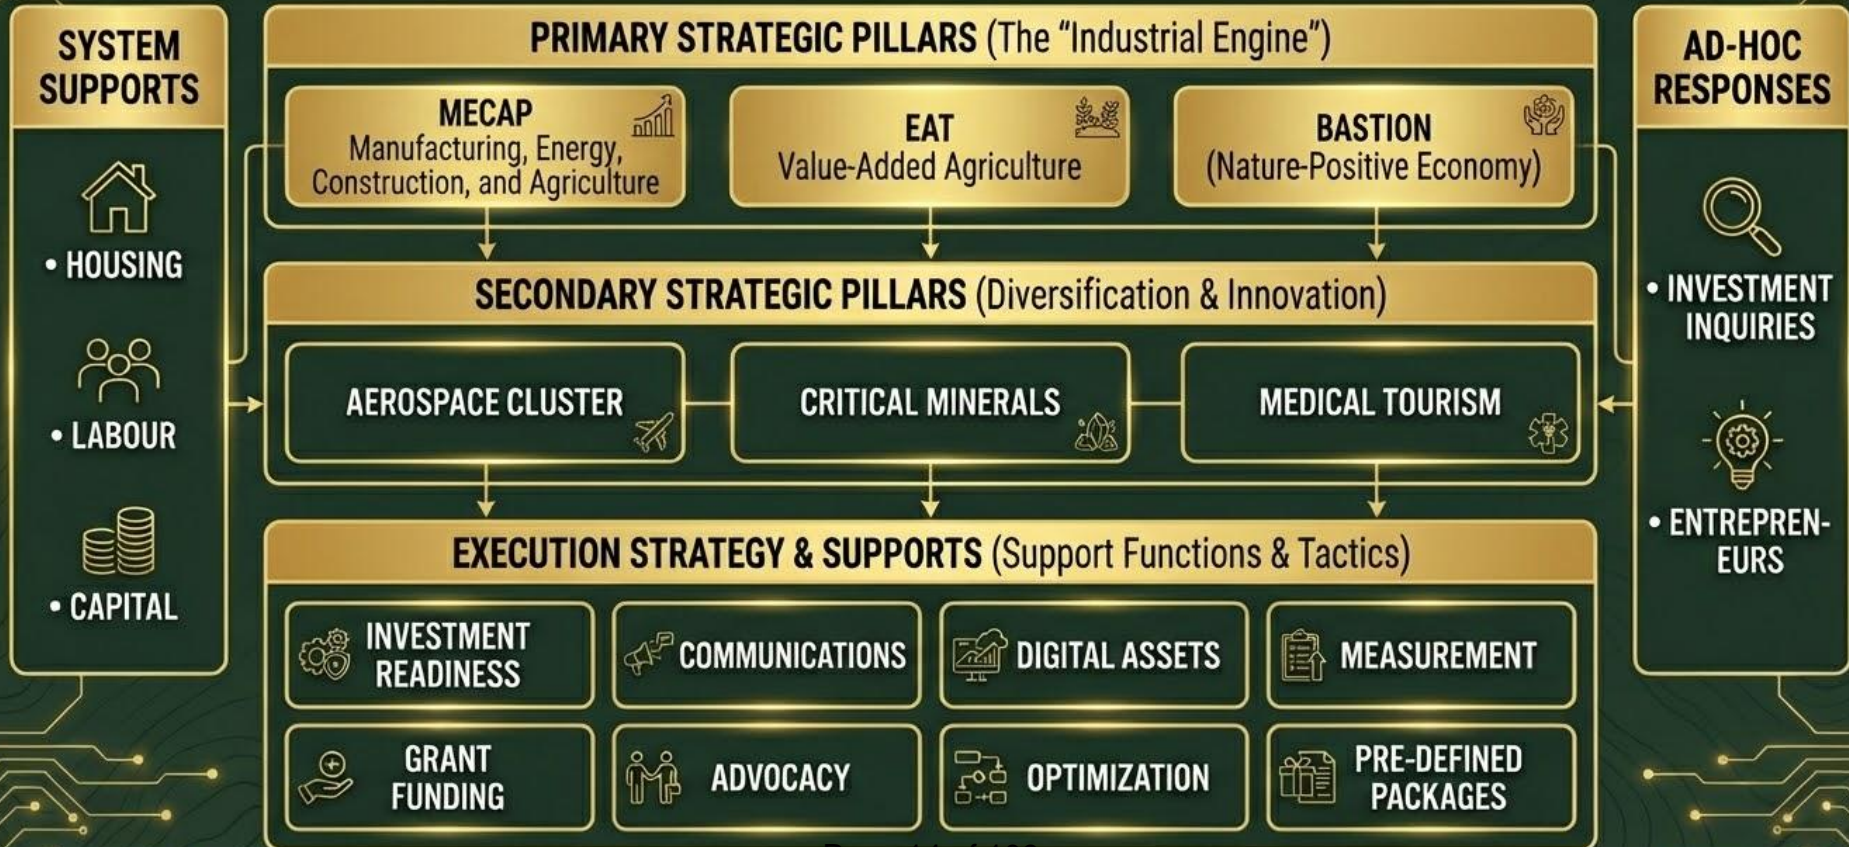 SYSTEM
SUPPORTS
• HOUSING
• LABOUR
• CAPITAL
PRIMARY STRATEGIC PILLARS (The “Industrial Engine”)
MECAP
Manufacturing, Energy,
Construction, and Agriculture
EAT
Value-Added Agriculture
BASTION
(Nature-Positive Economy)
SECONDARY STRATEGIC PILLARS (Diversification & Innovation)
AEROSPACE CLUSTER
CRITICAL MINERALS
MEDICAL TOURISM
EXECUTION STRATEGY & SUPPORTS (Support Functions & Tactics)
INVESTMENT
READINESS
COMMUNICATIONS
DIGITAL ASSETS
MEASUREMENT
GRANT
FUNDING
ADVOCACY
OPTIMIZATION
PRE-DEFINED
PACKAGES
AD-HOC
RESPONSES
• INVESTMENT
INQUIRIES
• ENTREPREN-
EURS